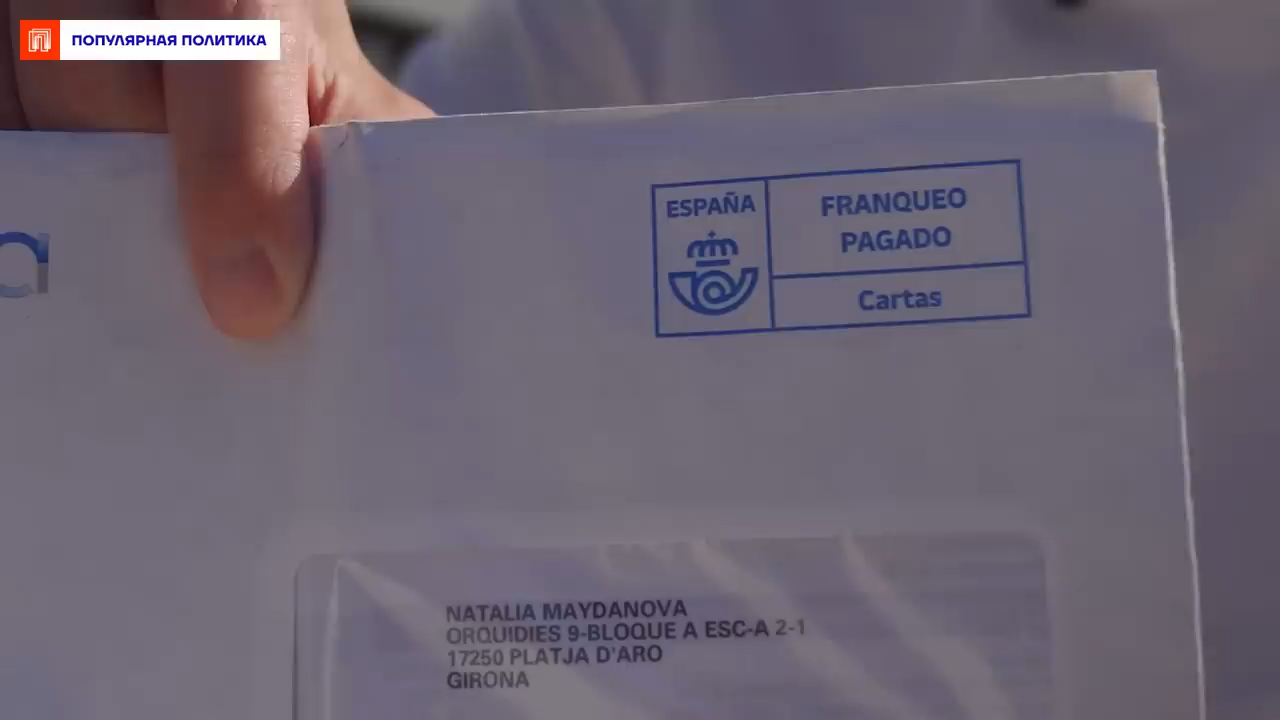 ПОПУЛЯРНАЯ ПОЛИТИКА
ESPAÑA
FRANQUEO
PAGADO
Cartas
NATALIA MAYDANOVA
ORQUIDIES 9-BLOQUE A ESC-A 2-1
17250 PLATJA D'ARO
GIRONA